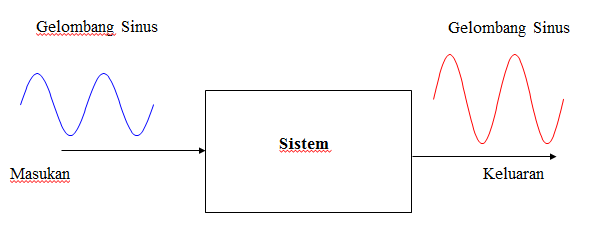 Gelombang Sinus
Gelombang Sinus
Sistem
Masukan
Keluaran